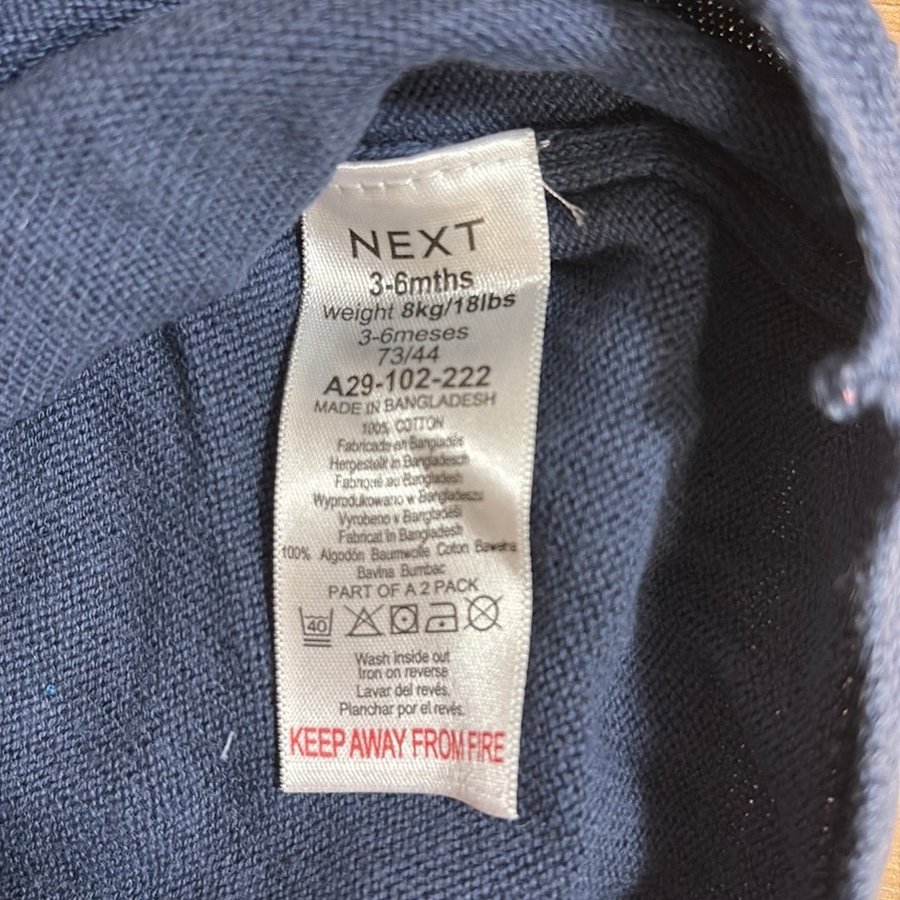 NEXT
3-6mths
Weight 8kg/18lbs
3-6meses
73/44
A29-102-222
MADE IN BANGLADESH
100% COTTON
Fabricado en Bangladés
Hergestellt in Bangladesch
Fabriqué au Bangladesh
Wyprodukowano w Bangladeszu
Vyrobeno v Bangladési
Fabricat în Bangladesh
100% Algodón Baumwolle Coton Bawełna
Bavlna Bumbac
PART OF A 2 PACK
40
Wash inside out
Iron on reverse
Lavar del revés.
Planchar por el revés.
KEEP AWAY FROM FIRE